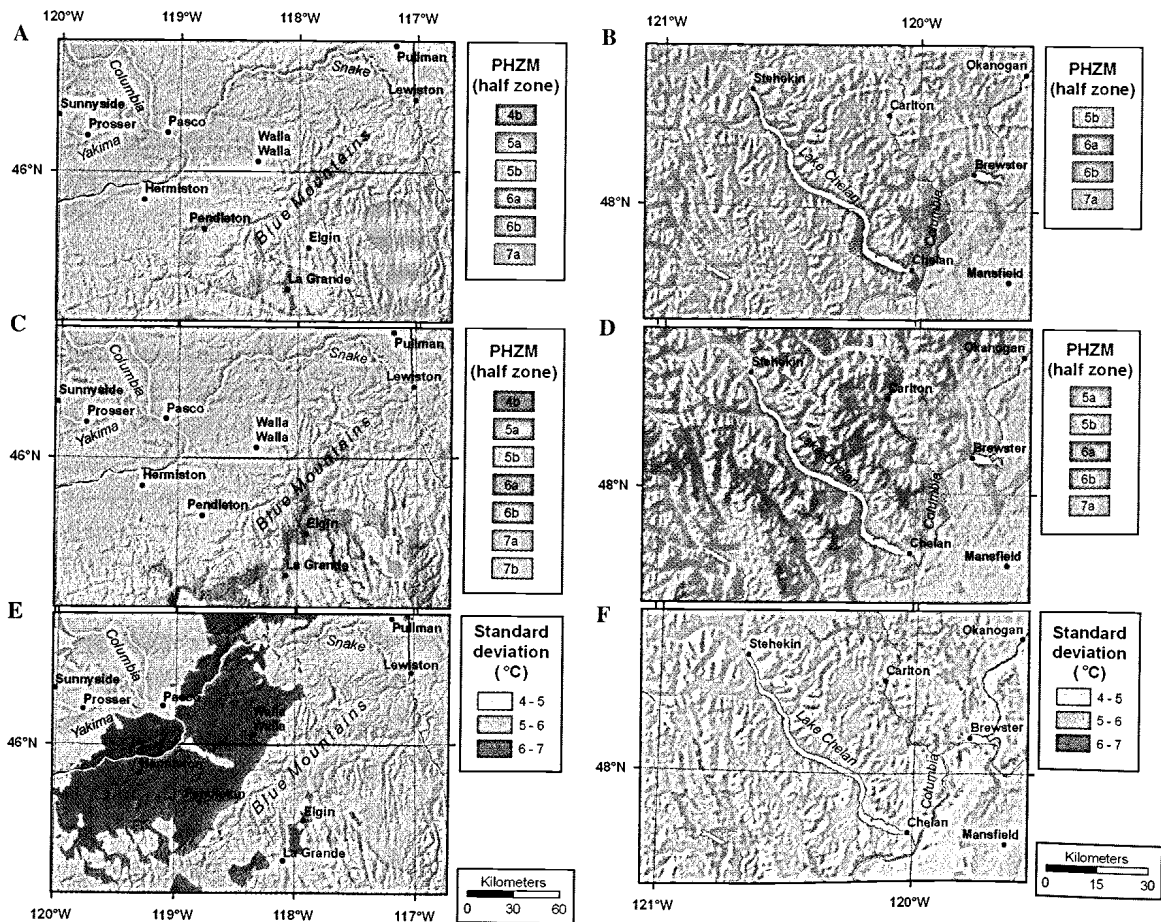 120°W 119°W 118°W 117°W
A
Pullman
Snake
Lewiston
Columbia
Sunnyside
Prosser
Yakima
Pasco
Walla
Walla
46°N
Hermiston
Blue Mountains
Pendleton
Elgin
La Grande
PHZM
(half zone)
4b
5a
5b
6a
6b
7a
121°W 120°W
B
Okanogan
Stehekin
Carlton
Lake Chelan
Brewster
48°N
Columbia
Chelan
Mansfield
PHZM
(half zone)
5b
6a
6b
7a
C
Pullman
Snake
Lewiston
Columbia
Sunnyside
Prosser
Yakima
Pasco
Walla
Walla
46°N
Hermiston
Blue Mountains
Pendleton
Elgin
La Grande
PHZM
(half zone)
4b
5a
5b
6a
6b
7a
7b
D
Okanogan
Stehekin
Carlton
Lake Chelan
Brewster
48°N
Columbia
Chelan
Mansfield
PHZM
(half zone)
5a
5b
6a
6b
7a
E
Pullman
Snake
Lewiston
Columbia
Sunnyside
Prosser
Yakima
Pasco
Walla
Walla
46°N
Hermiston
Blue Mountains
Pendleton
Elgin
La Grande
Standard
deviation
(°C)
4 - 5
5 - 6
6 - 7
Kilometers
0 30 60
120°W 119°W 118°W 117°W
F
Okanogan
Stehekin
Carlton
Lake Chelan
Brewster
48°N
Columbia
Chelan
Mansfield
Standard
deviation
(°C)
4 - 5
5 - 6
6 - 7
Kilometers
0 15 30
121°W 120°W